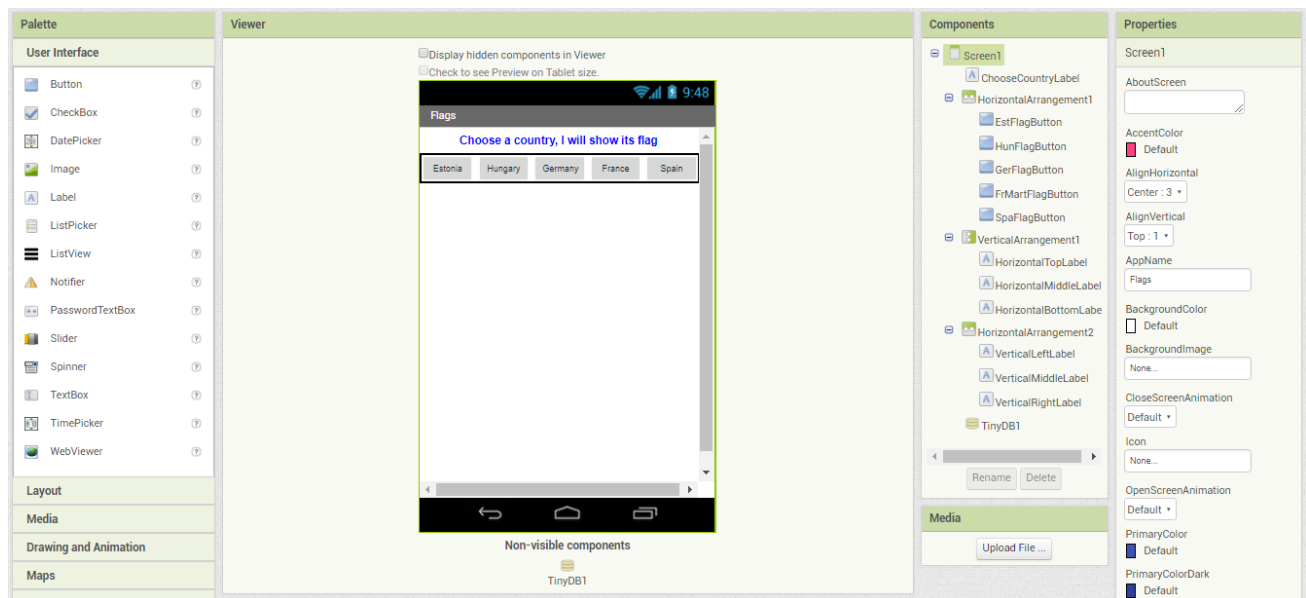 Palette
User Interface
Button
CheckBox
DatePicker
Image
Label
ListPicker
ListView
Notifier
PasswordTextBox
Slider
Spinner
TextBox
TimePicker
WebViewer
Layout
Media
Drawing and Animation
Maps
Viewer
Display hidden components in Viewer
Check to see Preview on Tablet size.
9:48
Flags
Choose a country, I will show its flag
Estonia Hungary Germany France Spain
Non-visible components
TinyDB1
Components
Screen1
ChooseCountryLabel
HorizontalArrangement1
EstFlagButton
HunFlagButton
GerFlagButton
FrMartFlagButton
SpaFlagButton
VerticalArrangement1
HorizontalTopLabel
HorizontalMiddleLabel
HorizontalBottomLabe
HorizontalArrangement2
VerticalLeftLabel
VerticalMiddleLabel
VerticalRightLabel
TinyDB1
Rename Delete
Media
Upload File ...
Properties
Screen1
AboutScreen
AccentColor
Default
AlignHorizontal
Center : 3
AlignVertical
Top : 1
AppName
Flags
BackgroundColor
Default
BackgroundImage
None...
CloseScreenAnimation
Default
Icon
None...
OpenScreenAnimation
Default
PrimaryColor
Default
PrimaryColorDark
Default